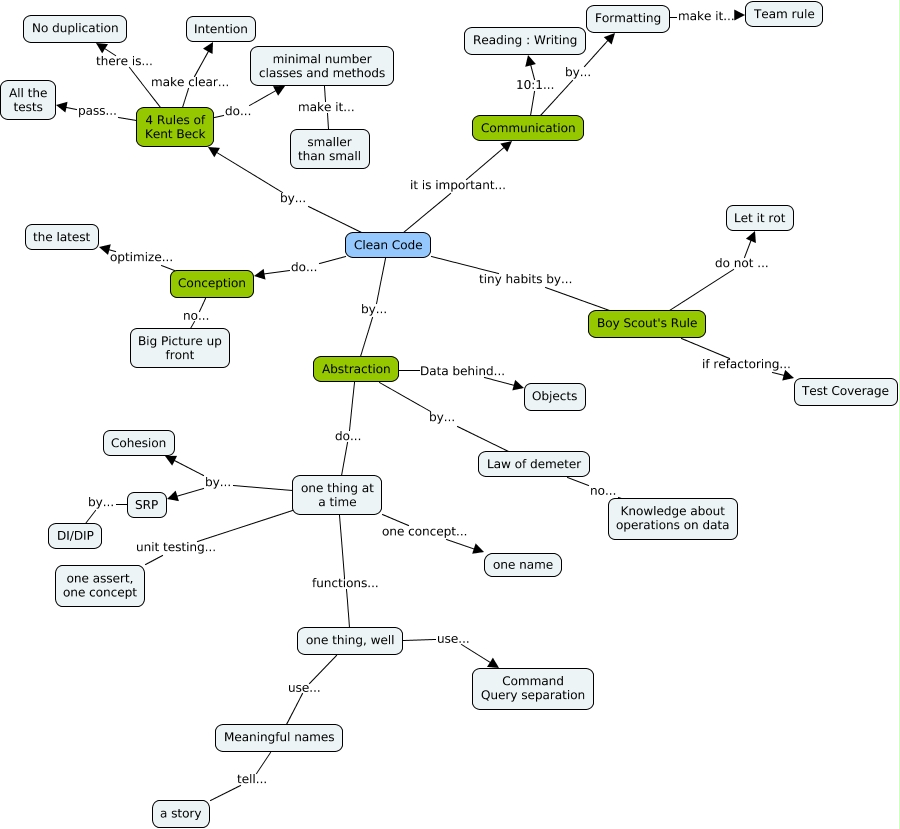 No duplication
Intention
Formatting
make it...
Team rule
Reading : Writing
there is...
minimal number
classes and methods
by...
make clear...
10:1...
All the
tests
pass...
4 Rules of
Kent Beck
do...
make it...
Communication
smaller
than small
it is important...
by...
Let it rot
the latest
Clean Code
optimize...
do...
do not ...
Conception
tiny habits by...
no...
by...
Boy Scout's Rule
Big Picture up
front
Abstraction
Data behind...
if refactoring...
Objects
Test Coverage
by...
do...
Cohesion
Law of demeter
by...
one thing at
a time
no...
by...
SRP
Knowledge about
operations on data
DI/DIP
one concept...
unit testing...
one name
one assert,
one concept
functions...
one thing, well
use...
Command
Query separation
use...
Meaningful names
tell...
a story